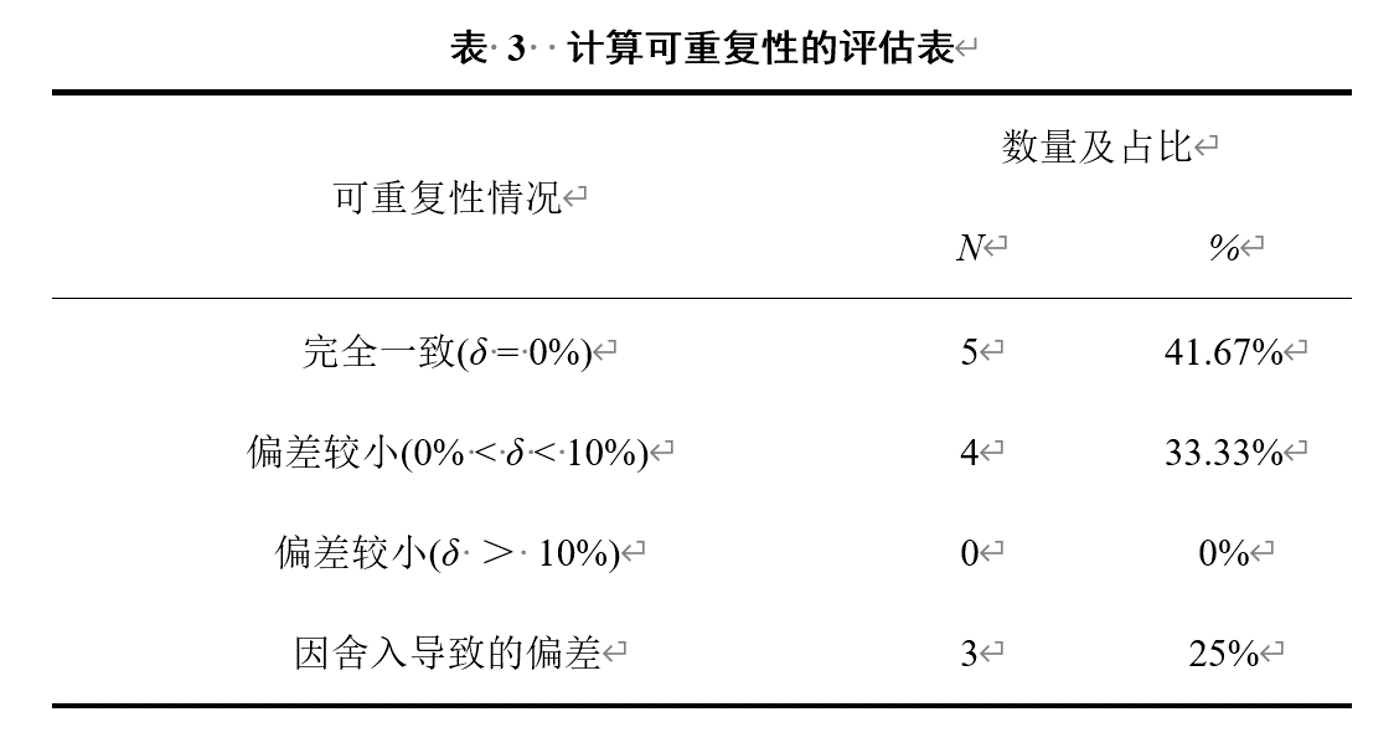 表 3  计算可重复性的评估表
可重复性情况
数量及占比
N
%
完全一致(δ = 0%) 5 41.67%
偏差较小(0% < δ < 10%) 4 33.33%
偏差较小(δ > 10%) 0 0%
因舍入导致的偏差 3 25%